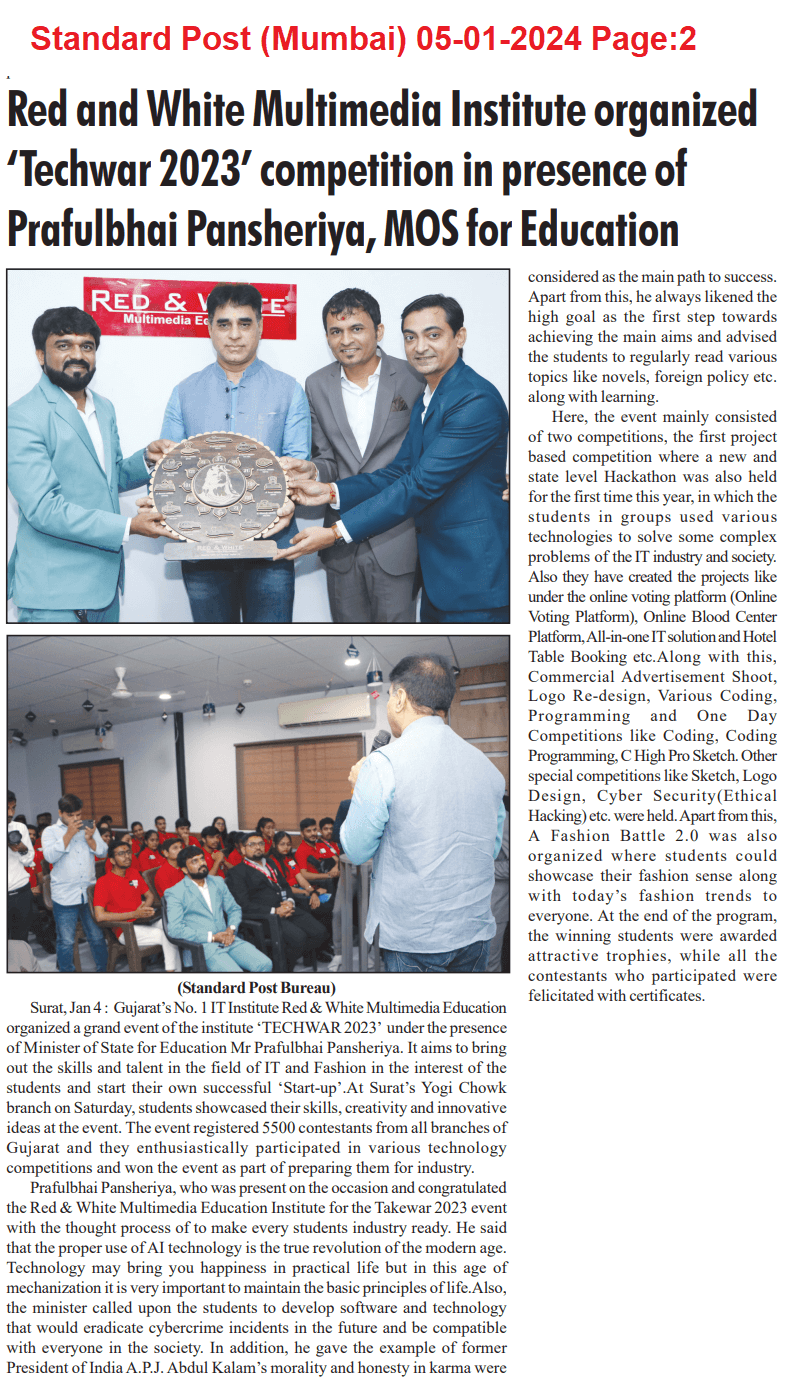 Standard Post (Mumbai) 05-01-2024 Page:2
Red and White Multimedia Institute organized
‘Techwar 2023’ competition in presence of
Prafulbhai Pansheriya, MOS for Education
RED & WHITE
Multimedia Ed
RED & WHITE
(Standard Post Bureau)
Surat, Jan 4 : Gujarat’s No. 1 IT Institute Red & White Multimedia Education
organized a grand event of the institute ‘TECHWAR 2023’ under the presence
of Minister of State for Education Mr Prafulbhai Pansheriya. It aims to bring
out the skills and talent in the field of IT and Fashion in the interest of the
students and start their own successful ‘Start-up’.At Surat’s Yogi Chowk
branch on Saturday, students showcased their skills, creativity and innovative
ideas at the event. The event registered 5500 contestants from all branches of
Gujarat and they enthusiastically participated in various technology
competitions and won the event as part of preparing them for industry.
Prafulbhai Pansheriya, who was present on the occasion and congratulated
the Red & White Multimedia Education Institute for the Takewar 2023 event
with the thought process of to make every students industry ready. He said
that the proper use of AI technology is the true revolution of the modern age.
Technology may bring you happiness in practical life but in this age of
mechanization it is very important to maintain the basic principles of life.Also,
the minister called upon the students to develop software and technology
that would eradicate cybercrime incidents in the future and be compatible
with everyone in the society. In addition, he gave the example of former
President of India A.P.J. Abdul Kalam’s morality and honesty in karma were
considered as the main path to success.
Apart from this, he always likened the
high goal as the first step towards
achieving the main aims and advised
the students to regularly read various
topics like novels, foreign policy etc.
along with learning.
Here, the event mainly consisted
of two competitions, the first project
based competition where a new and
state level Hackathon was also held
for the first time this year, in which the
students in groups used various
technologies to solve some complex
problems of the IT industry and society.
Also they have created the projects like
under the online voting platform (Online
Voting Platform), Online Blood Center
Platform, All-in-one IT solution and Hotel
Table Booking etc.Along with this,
Commercial Advertisement Shoot,
Logo Re-design, Various Coding,
Programming and One Day
Competitions like Coding, Coding
Programming, C High Pro Sketch. Other
special competitions like Sketch, Logo
Design, Cyber Security(Ethical
Hacking) etc. were held. Apart from this,
A Fashion Battle 2.0 was also
organized where students could
showcase their fashion sense along
with today’s fashion trends to
everyone. At the end of the program,
the winning students were awarded
attractive trophies, while all the
contestants who participated were
felicitated with certificates.